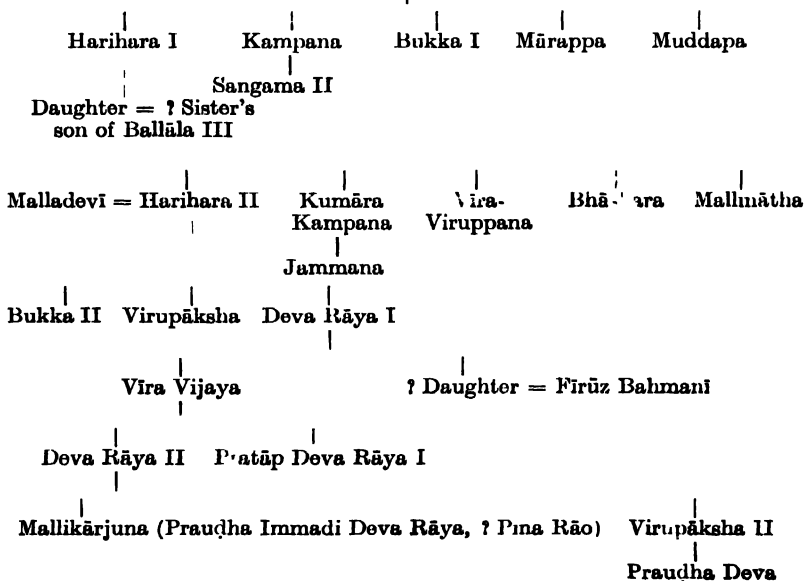 Harihara I Kampana Bukka I Mārappa Muddapa
Sangama II
Daughter = ? Sister's
son of Ballāla III
Malladevī = Harihara II Kumāra Vīra- Mallinātha
Kampana Viruppana
Jammana
Bukka II Virupāksha Deva Rāya I
Vīra Vijaya ? Daughter = Fīrūz Bahmanī
Deva Rāya II Pratāp Deva Rāya I
Mallikārjuna (Prauḍha Immadi Deva Rāya, ? Pina Rāo) Virupāksha II
Praudha Deva